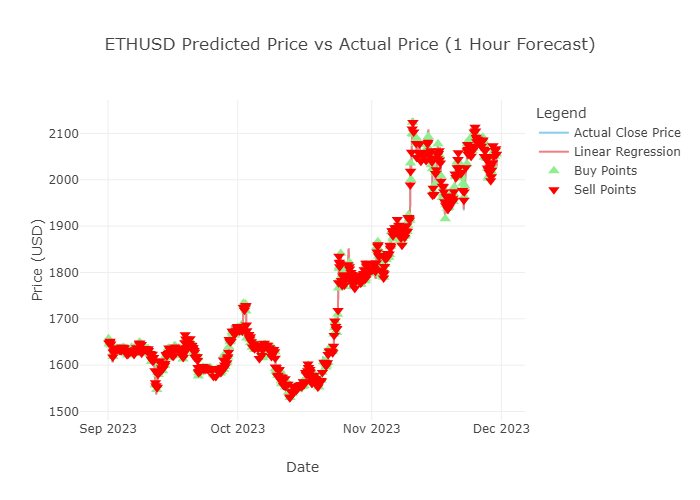 ETHUSD Predicted Price vs Actual Price (1 Hour Forecast)
Legend
Actual Close Price
Linear Regression
Buy Points
Sell Points
Price (USD)
2100
2000
1900
1800
1700
1600
1500
Sep 2023 Oct 2023 Nov 2023 Dec 2023
Date